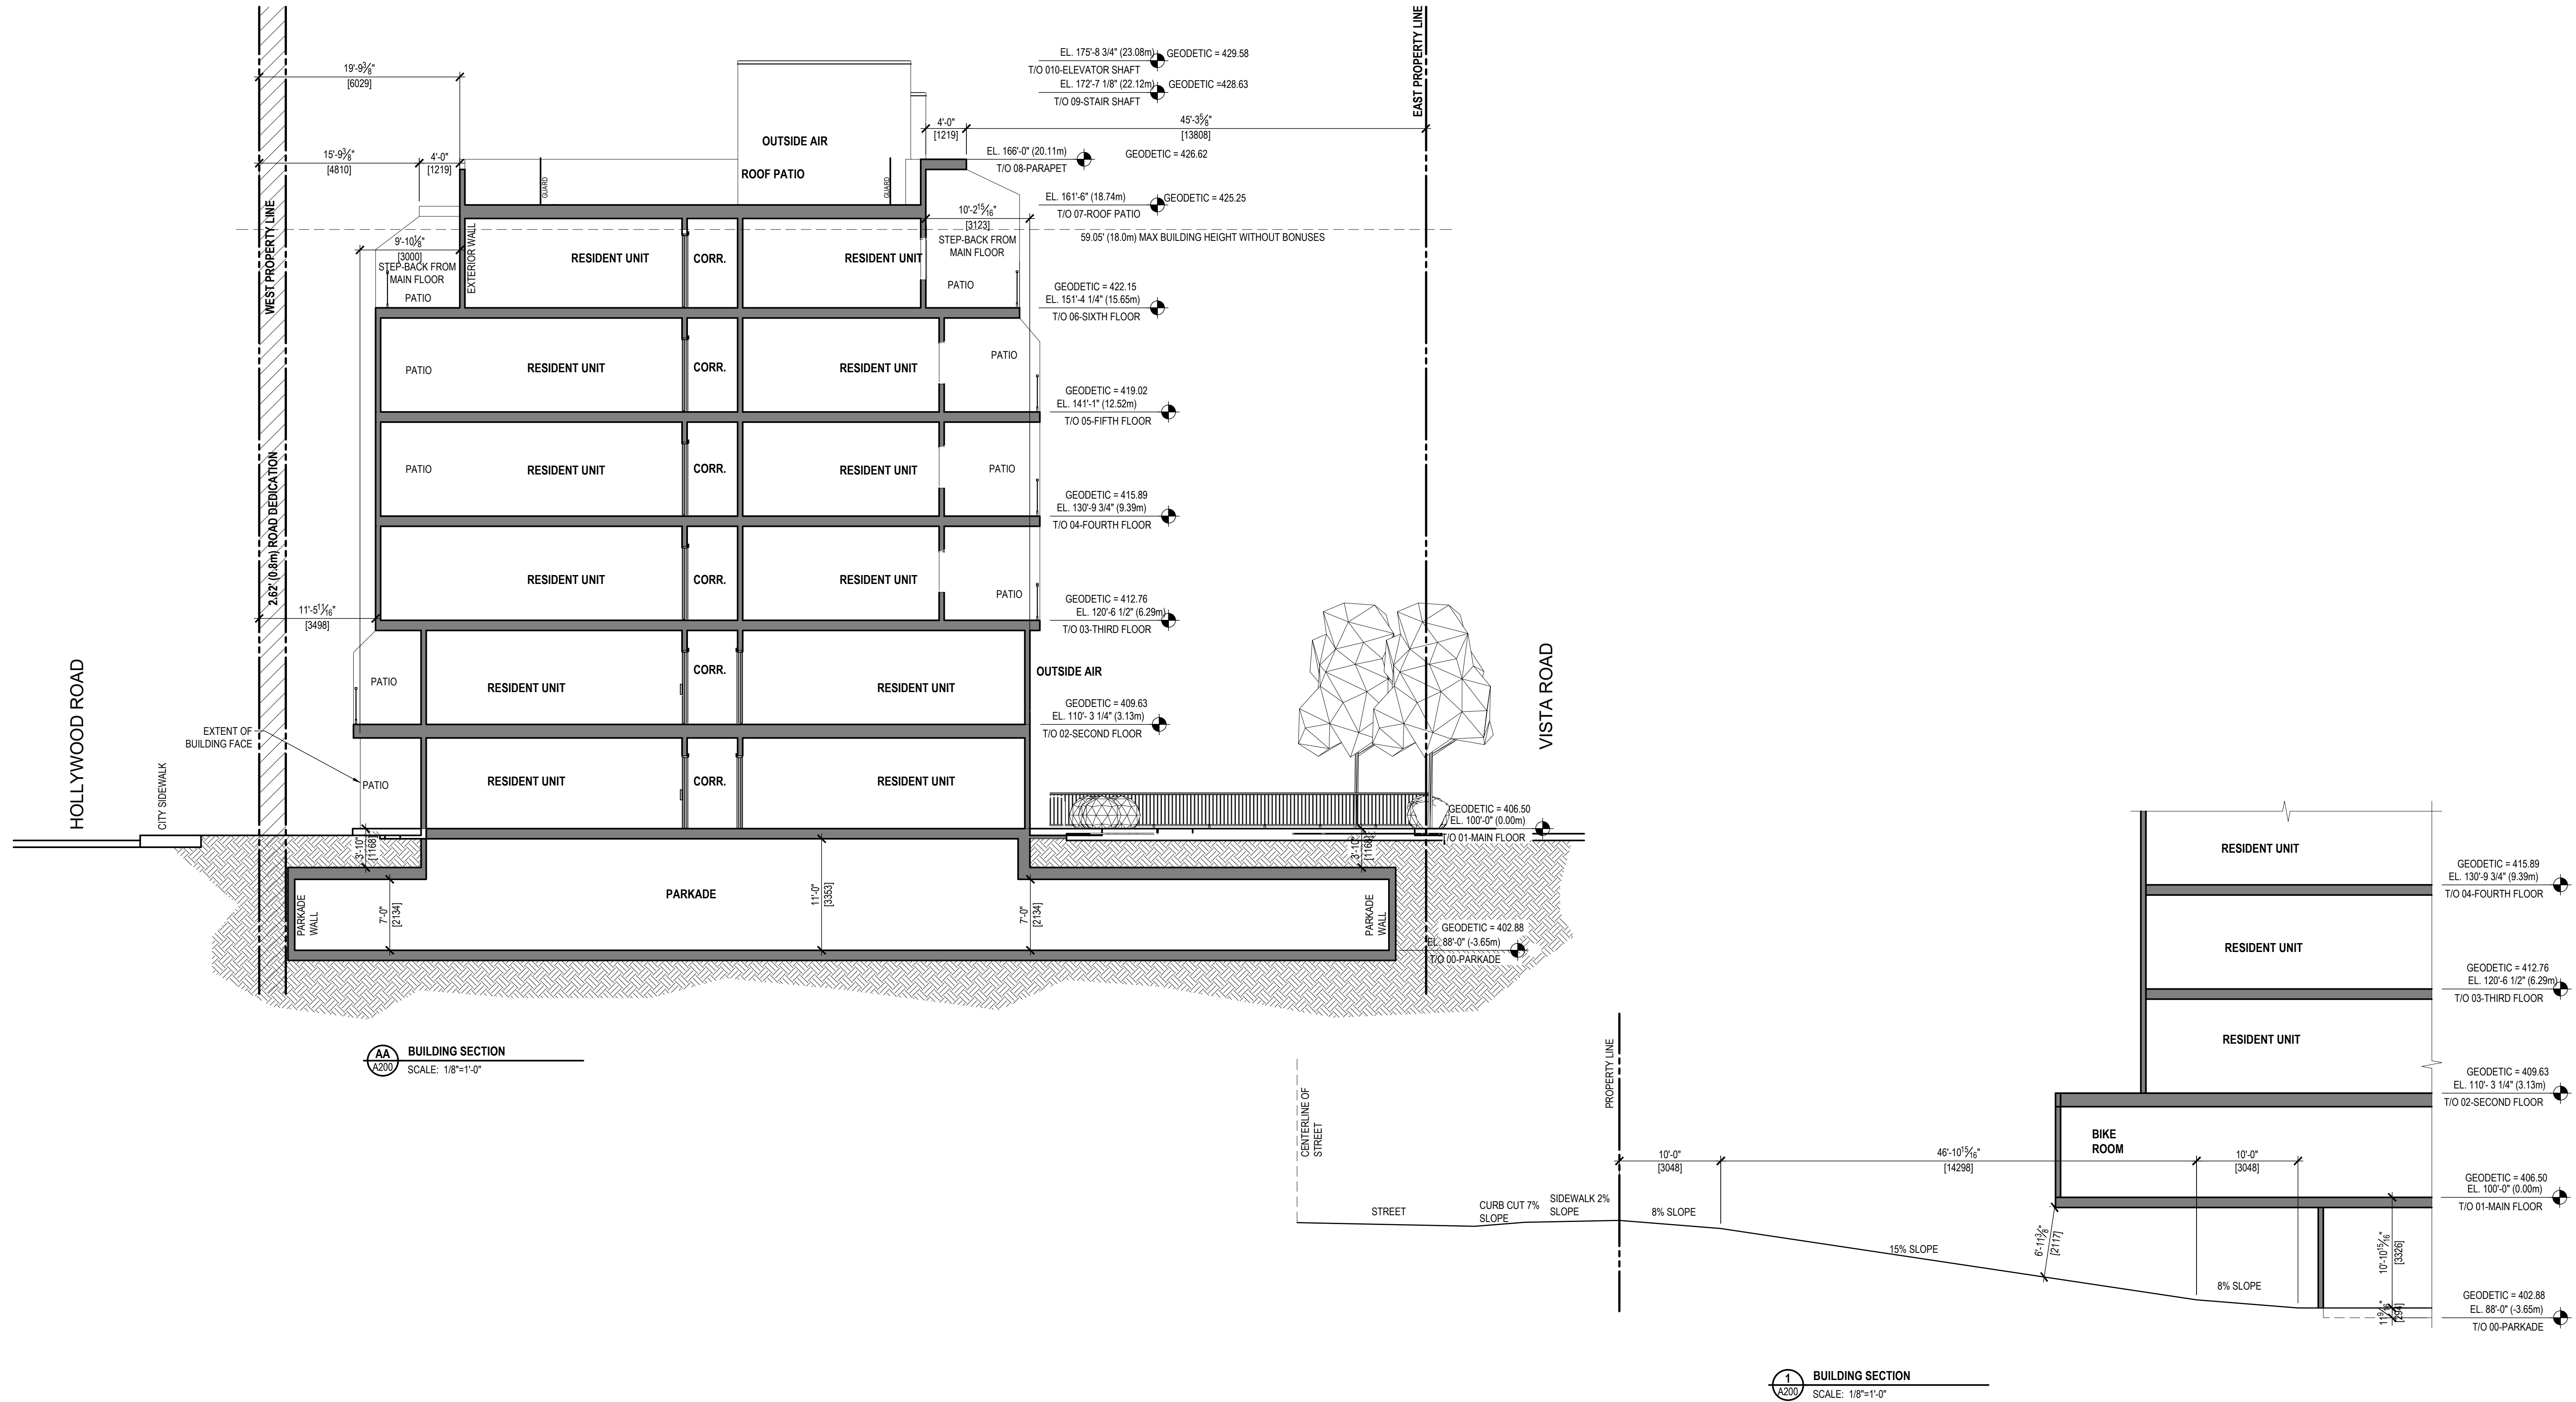 EL. 175'-8 3/4" (23.08m)
GEODETIC = 429.58
T/O 010-ELEVATOR SHAFT
EL. 172'-7 1/8" (22.12m)
GEODETIC =428.63
T/O 09-STAIR SHAFT
EAST PROPERTY LINE
19'-9⅜"
[6029]
4'-0"
[1219]
45'-3⅝"
[13808]
OUTSIDE AIR
15'-9⅜"
[4810]
4'-0"
[1219]
EL. 166'-0" (20.11m)
GEODETIC = 426.62
T/O 08-PARAPET
ROOF PATIO
GUARD
GUARD
EL. 161'-6" (18.74m)
GEODETIC = 425.25
T/O 07-ROOF PATIO
10'-2 15/16"
[3123]
WEST PROPERTY LINE
59.05' (18.0m) MAX BUILDING HEIGHT WITHOUT BONUSES
9'-10⅛"
[3000]
STEP-BACK FROM
MAIN FLOOR
PATIO
EXTERIOR WALL
RESIDENT UNIT
CORR.
RESIDENT UNIT
STEP-BACK FROM
MAIN FLOOR
PATIO
GEODETIC = 422.15
EL. 151'-4 1/4" (15.65m)
T/O 06-SIXTH FLOOR
PATIO
RESIDENT UNIT
CORR.
RESIDENT UNIT
PATIO
GEODETIC = 419.02
EL. 141'-1" (12.52m)
T/O 05-FIFTH FLOOR
PATIO
RESIDENT UNIT
CORR.
RESIDENT UNIT
PATIO
GEODETIC = 415.89
EL. 130'-9 3/4" (9.39m)
T/O 04-FOURTH FLOOR
2.62' (0.8m) ROAD DEDICATION
RESIDENT UNIT
CORR.
RESIDENT UNIT
PATIO
GEODETIC = 412.76
EL. 120'-6 1/2" (6.29m)
T/O 03-THIRD FLOOR
11'-5 11/16"
[3498]
HOLLYWOOD ROAD
PATIO
RESIDENT UNIT
CORR.
RESIDENT UNIT
OUTSIDE AIR
GEODETIC = 409.63
EL. 110'- 3 1/4" (3.13m)
T/O 02-SECOND FLOOR
VISTA ROAD
EXTENT OF
BUILDING FACE
CITY SIDEWALK
PATIO
RESIDENT UNIT
CORR.
RESIDENT UNIT
GEODETIC = 406.50
EL. 100'-0" (0.00m)
T/O 01-MAIN FLOOR
3'-10"
[1168]
3'-10"
[1168]
PARKADE
WALL
7'-0"
[2134]
PARKADE
11'-0"
[3353]
7'-0"
[2134]
PARKADE
WALL
GEODETIC = 402.88
EL. 88'-0" (-3.65m)
T/O 00-PARKADE
AA
A200
BUILDING SECTION
SCALE: 1/8"=1'-0"
RESIDENT UNIT
GEODETIC = 415.89
EL. 130'-9 3/4" (9.39m)
T/O 04-FOURTH FLOOR
RESIDENT UNIT
GEODETIC = 412.76
EL. 120'-6 1/2" (6.29m)
T/O 03-THIRD FLOOR
RESIDENT UNIT
GEODETIC = 409.63
EL. 110'- 3 1/4" (3.13m)
T/O 02-SECOND FLOOR
CENTERLINE OF
STREET
PROPERTY LINE
BIKE
ROOM
10'-0"
[3048]
46'-10 15/16"
[14298]
10'-0"
[3048]
GEODETIC = 406.50
EL. 100'-0" (0.00m)
T/O 01-MAIN FLOOR
STREET
CURB CUT 7%
SLOPE
SIDEWALK 2%
SLOPE
8% SLOPE
15% SLOPE
6'-11⅜"
[2117]
8% SLOPE
10'-10 15/16"
[3326]
11 9/16"
[294]
GEODETIC = 402.88
EL. 88'-0" (-3.65m)
T/O 00-PARKADE
1
A200
BUILDING SECTION
SCALE: 1/8"=1'-0"